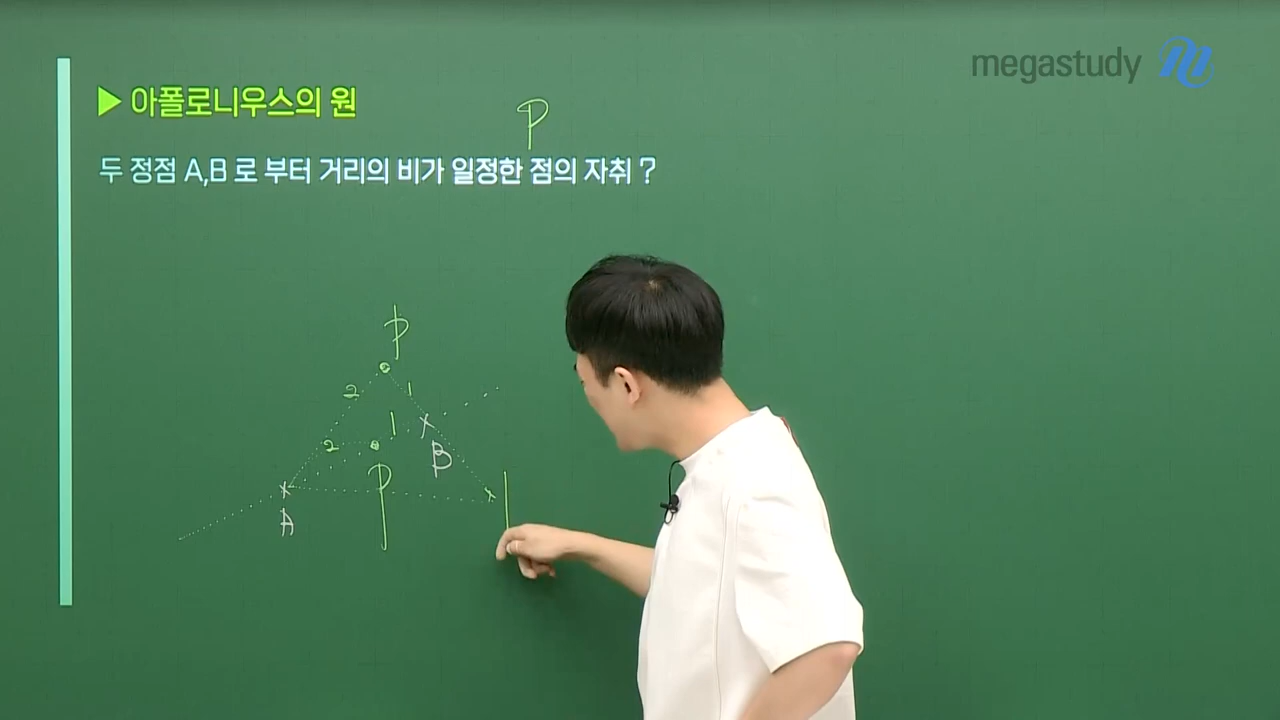 megastudy
▶ 아폴로니우스의 원
P
두 정점 A,B 로 부터 거리의 비가 일정한 점의 자취 ?
P
2
1
1
2
B
P
A